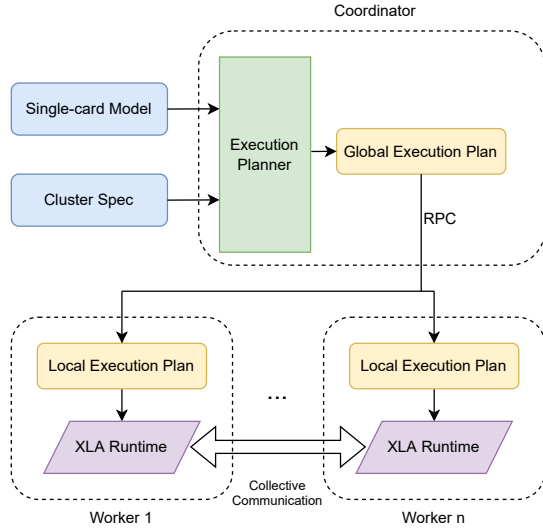 Coordinator
Single-card Model
Execution
Planner
Global Execution Plan
Cluster Spec
RPC
Local Execution Plan
Local Execution Plan
...
XLA Runtime
XLA Runtime
Collective
Communication
Worker 1
Worker n